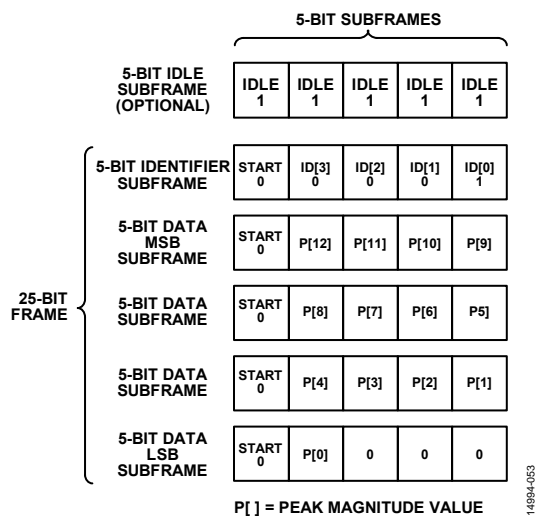 5-BIT SUBFRAMES
5-BIT IDLE
SUBFRAME
(OPTIONAL)
IDLE
1
IDLE
1
IDLE
1
IDLE
1
IDLE
1
25-BIT
FRAME
5-BIT IDENTIFIER
SUBFRAME
START
0
ID[3]
0
ID[2]
0
ID[1]
0
ID[0]
1
5-BIT DATA
MSB
SUBFRAME
START
0
P[12]
P[11]
P[10]
P[9]
5-BIT DATA
SUBFRAME
START
0
P[8]
P[7]
P[6]
P5]
5-BIT DATA
SUBFRAME
START
0
P[4]
P[3]
P[2]
P[1]
5-BIT DATA
LSB
SUBFRAME
START
0
P[0]
0
0
0
P[ ] = PEAK MAGNITUDE VALUE
14994-053